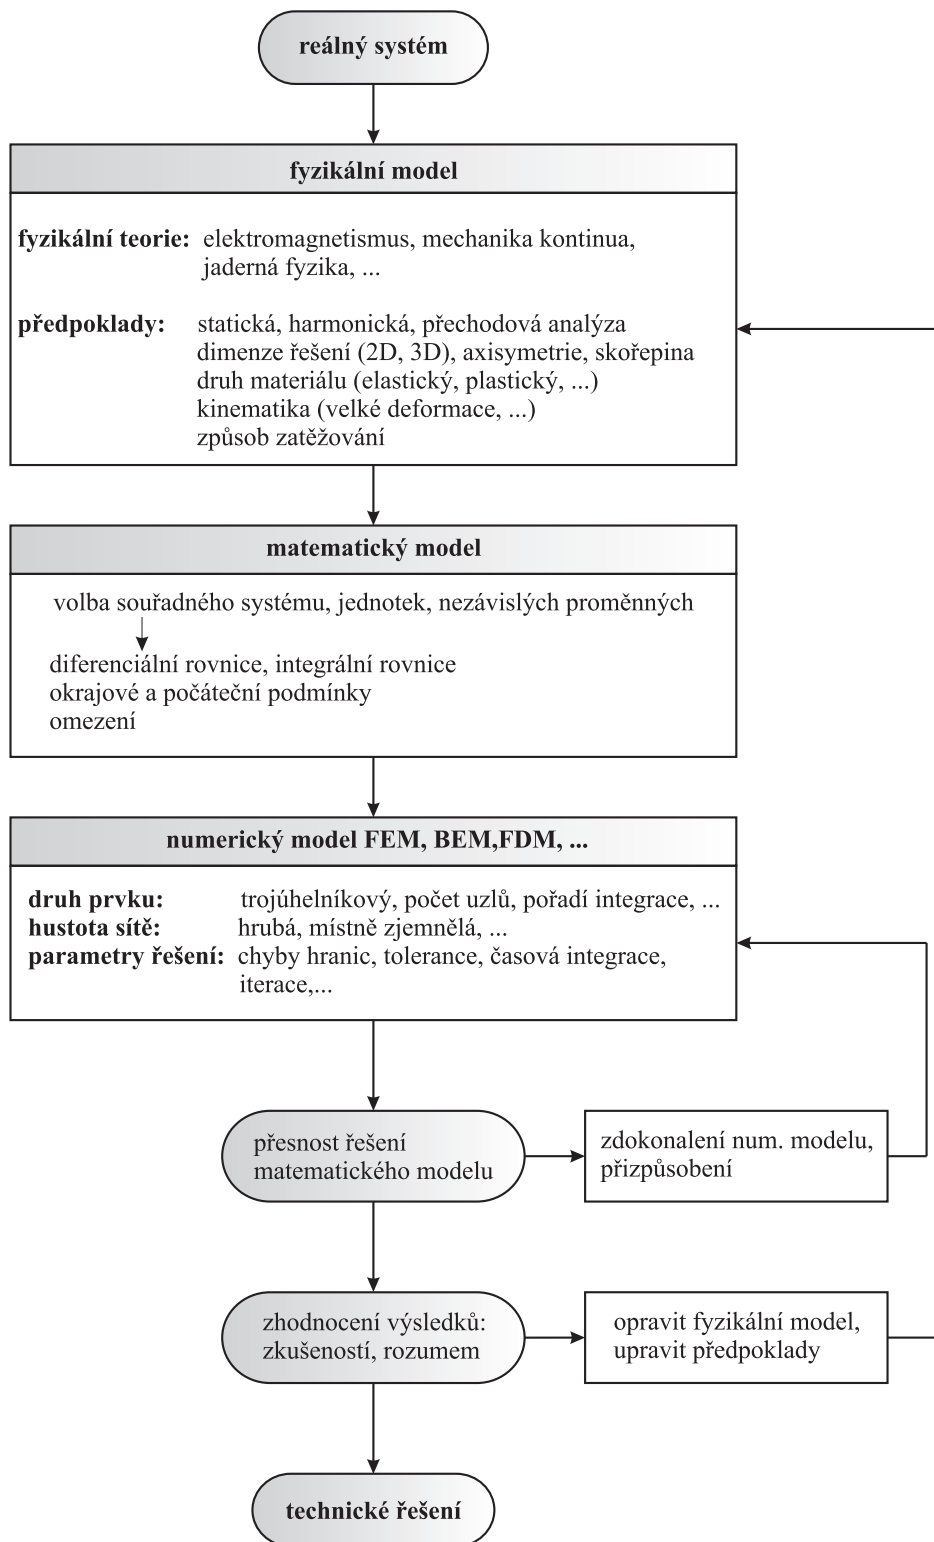 reálný systém
fyzikální model
fyzikální teorie: elektromagnetismus, mechanika kontinua,
jaderná fyzika, ...
předpoklady: statická, harmonická, přechodová analýza
dimenze řešení (2D, 3D), axisymetrie, skořepina
druh materiálu (elastický, plastický, ...)
kinematika (velké deformace, ...)
způsob zatěžování
matematický model
volba souřadného systému, jednotek, nezávislých proměnných
diferenciální rovnice, integrální rovnice
okrajové a počáteční podmínky
omezení
numerický model FEM, BEM,FDM, ...
druh prvku: trojúhelníkový, počet uzlů, pořadí integrace, ...
hustota sítě: hrubá, místně zjemnělá, ...
parametry řešení: chyby hranic, tolerance, časová integrace,
iterace,...
přesnost řešení
matematického modelu
zdokonalení num. modelu,
přizpůsobení
zhodnocení výsledků:
zkušeností, rozumem
opravit fyzikální model,
upravit předpoklady
technické řešení